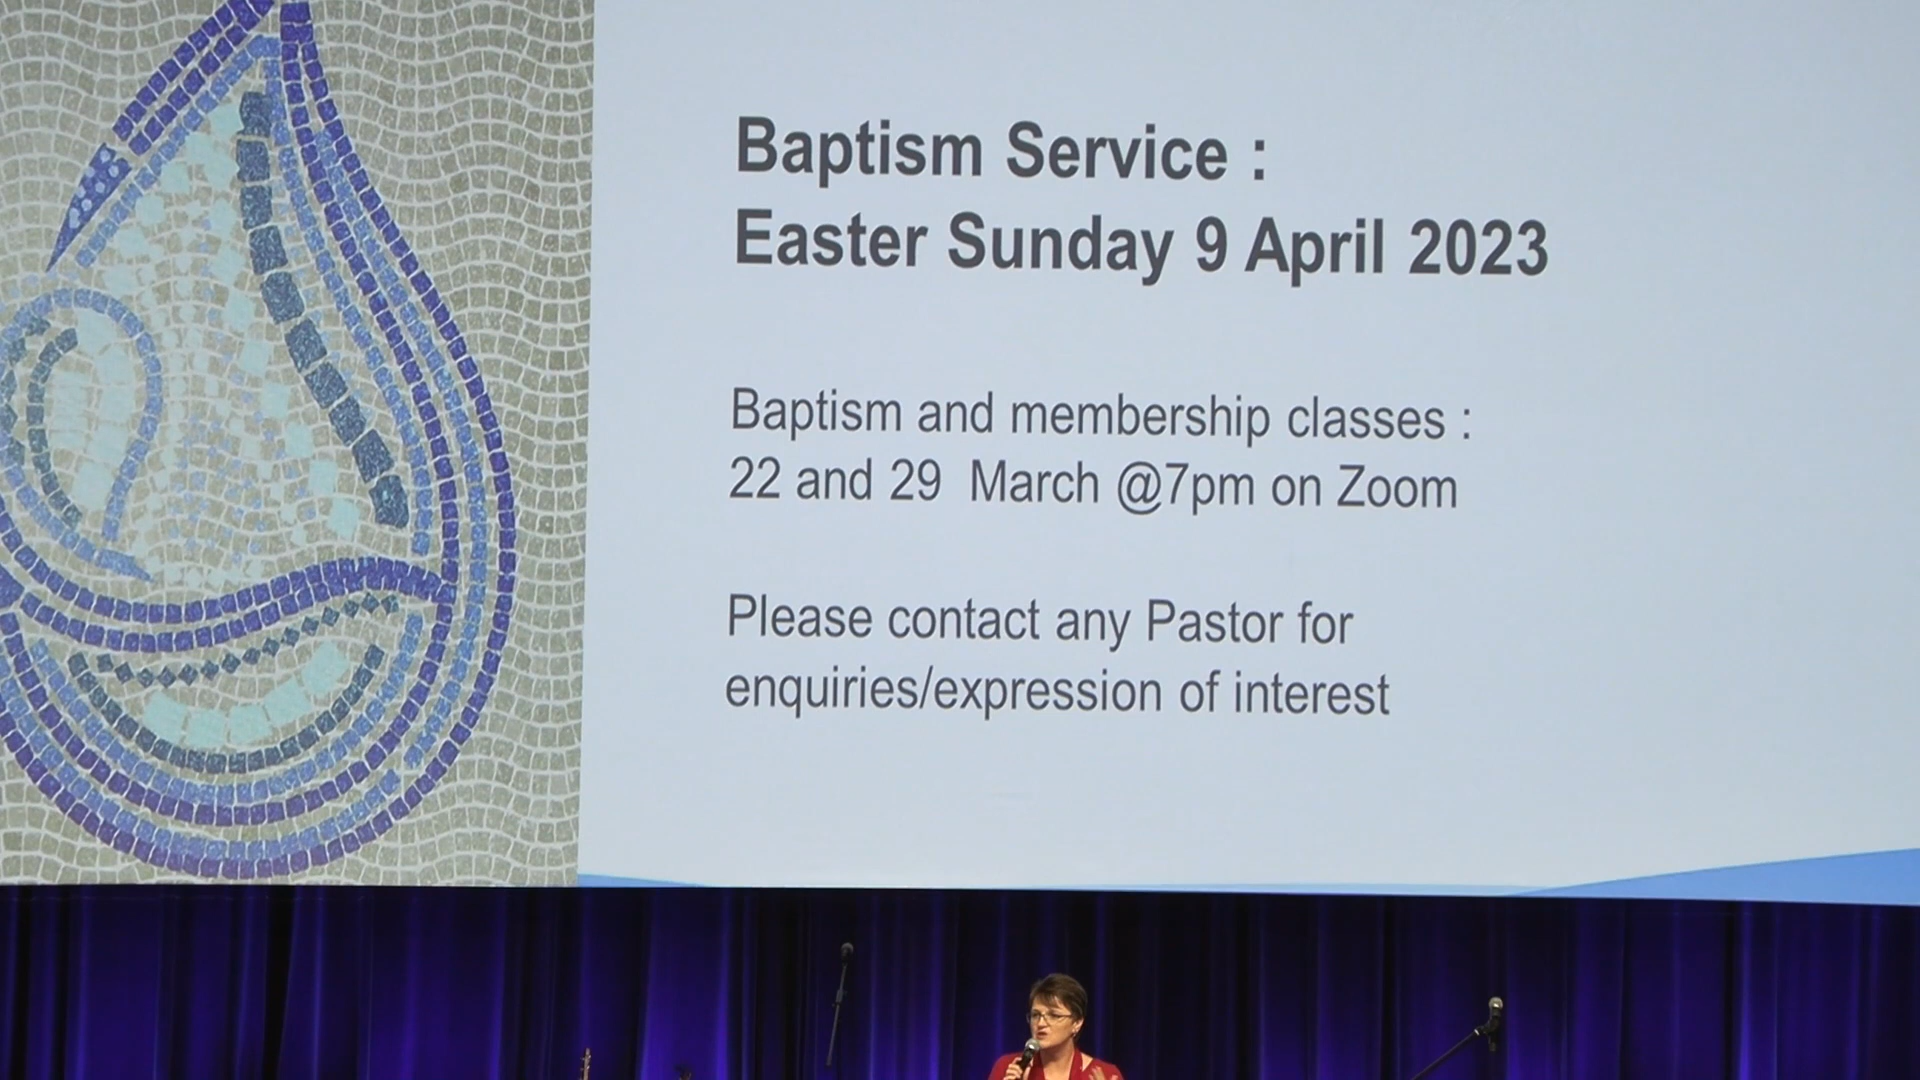 Baptism Service :
Easter Sunday 9 April 2023
Baptism and membership classes :
22 and 29 March @7pm on Zoom
Please contact any Pastor for
enquiries/expression of interest